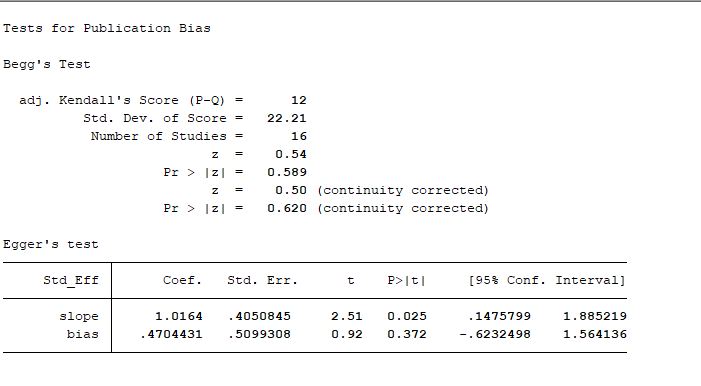 Tests for Publication Bias
Begg's Test
adj. Kendall's Score (P-Q) = 12
Std. Dev. of Score = 22.21
Number of Studies = 16
z = 0.54
Pr > |z| = 0.589
z = 0.50 (continuity corrected)
Pr > |z| = 0.620 (continuity corrected)
Egger's test
Std_Eff Coef. Std. Err. t P>|t| [95% Conf. Interval]
slope 1.0164 .4050845 2.51 0.025 .1475799 1.885219
bias .4704431 .5099308 0.92 0.372 -.6232498 1.564136